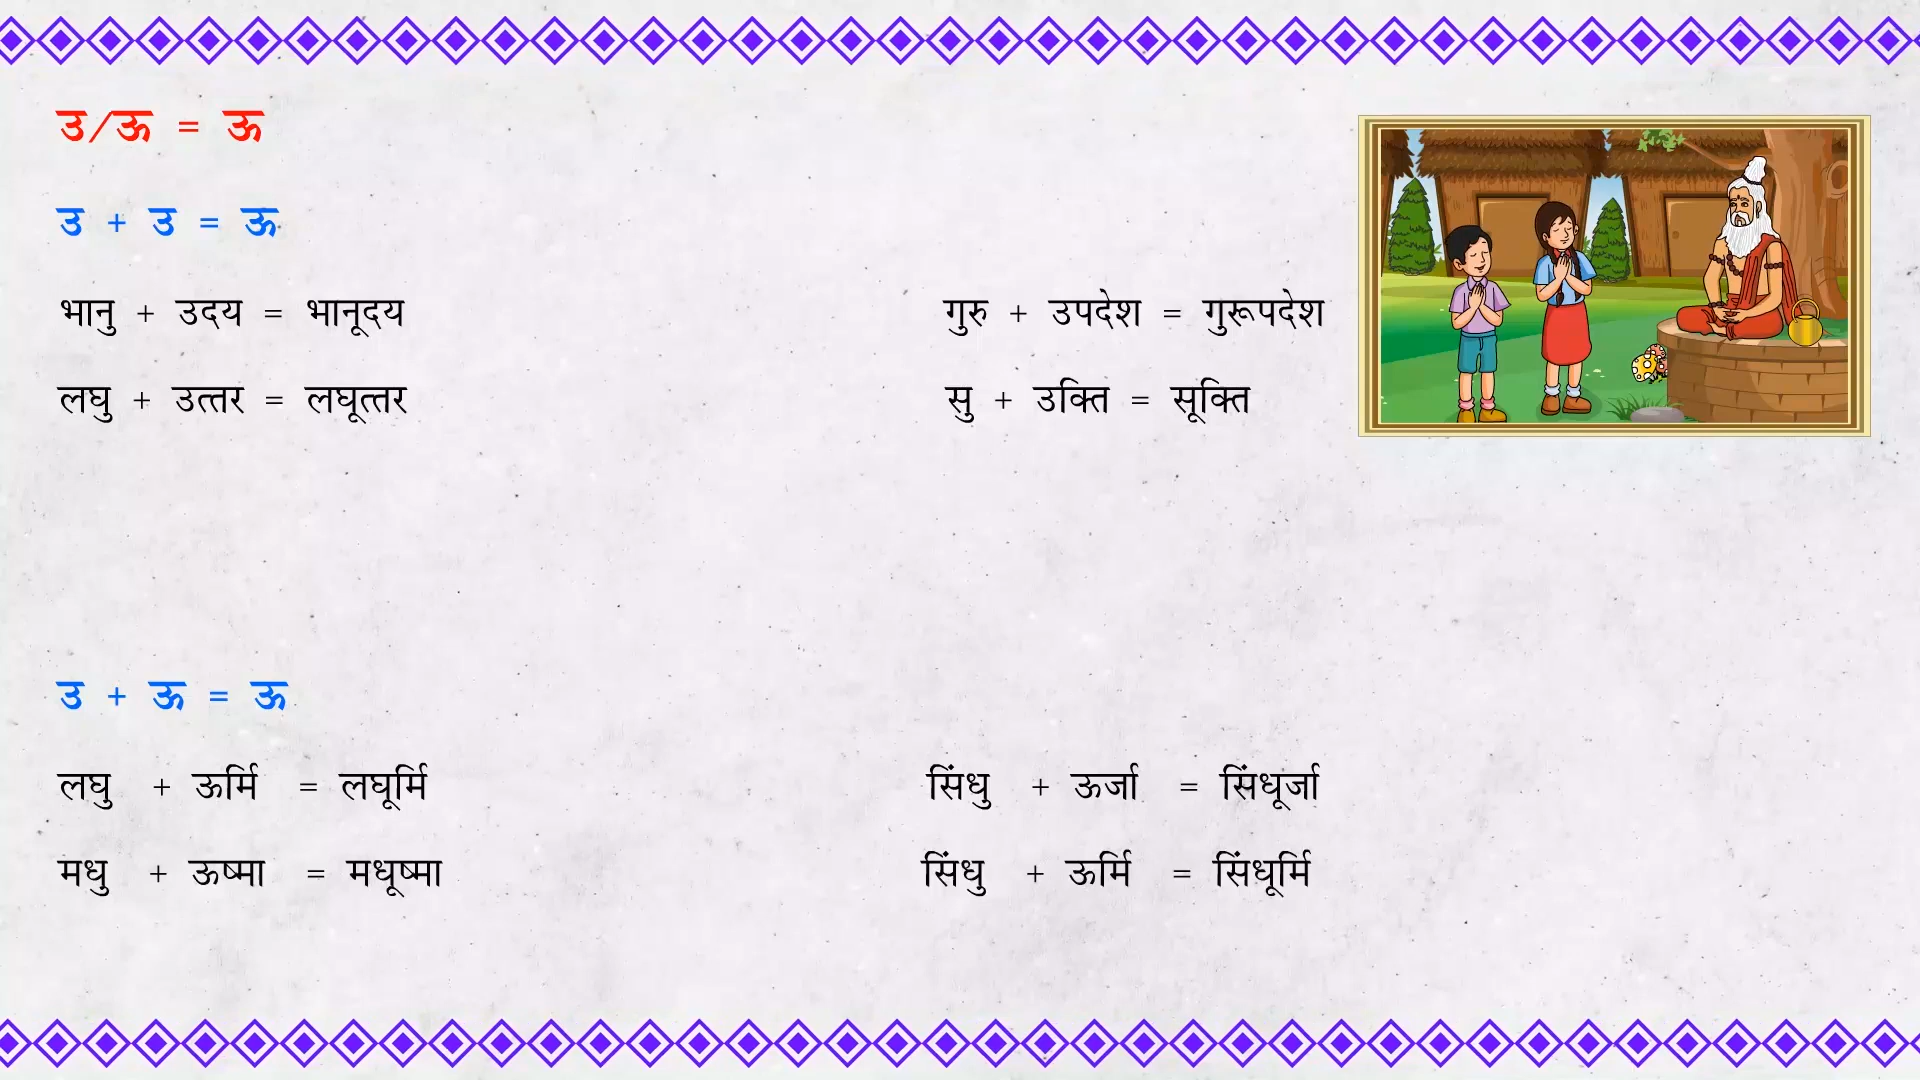 उ/ऊ = ऊ
उ + उ = ऊ
भानु + उदय = भानूदय गुरु + उपदेश = गुरूपदेश
लघु + उत्तर = लघूत्तर सु + उक्ति = सूक्ति
उ + ऊ = ऊ
लघु + ऊर्मि = लघूर्मि सिंधु + ऊर्जा = सिंधूर्जा
मधु + ऊष्मा = मधूष्मा सिंधु + ऊर्मि = सिंधूर्मि